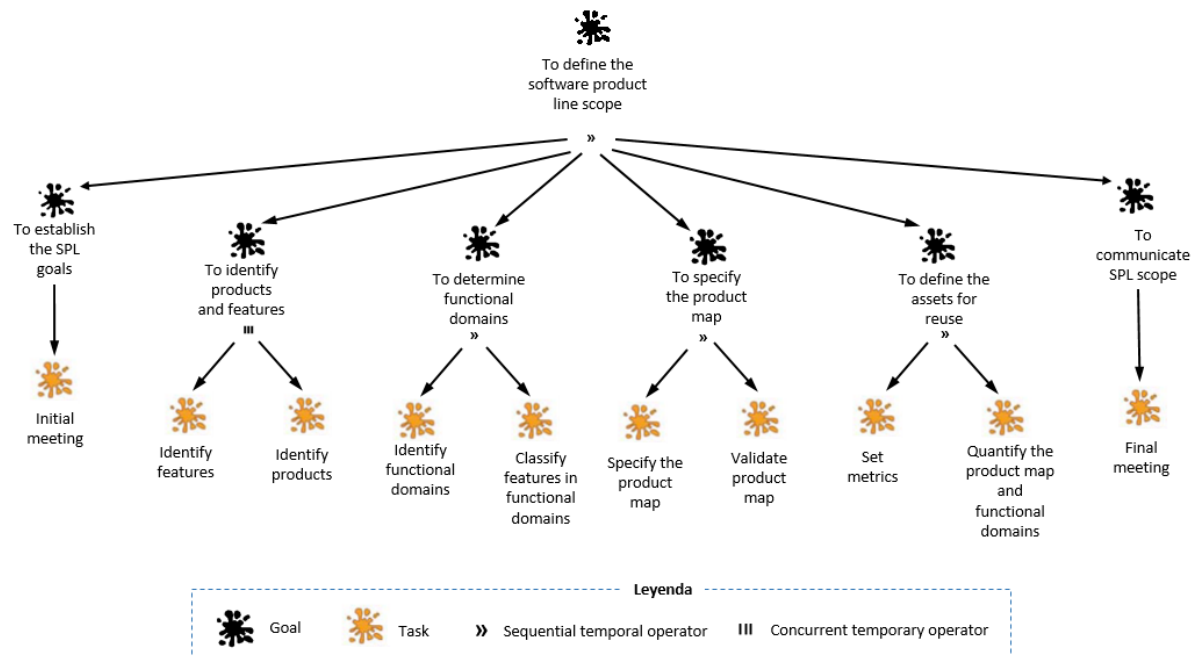 To define the
software product
line scope
»
To establish
the SPL
goals
To identify
products
and features
III
To determine
functional
domains
»
To specify
the product
map
»
To define the
assets for
reuse
»
To
communicate
SPL scope
Initial
meeting
Identify
features
Identify
products
Identify
functional
domains
Classify
features in
functional
domains
Specify the
product
map
Validate
product
map
Set
metrics
Quantify the
product map
and
functional
domains
Final
meeting
Leyenda
Goal
Task
» Sequential temporal operator
III Concurrent temporary operator